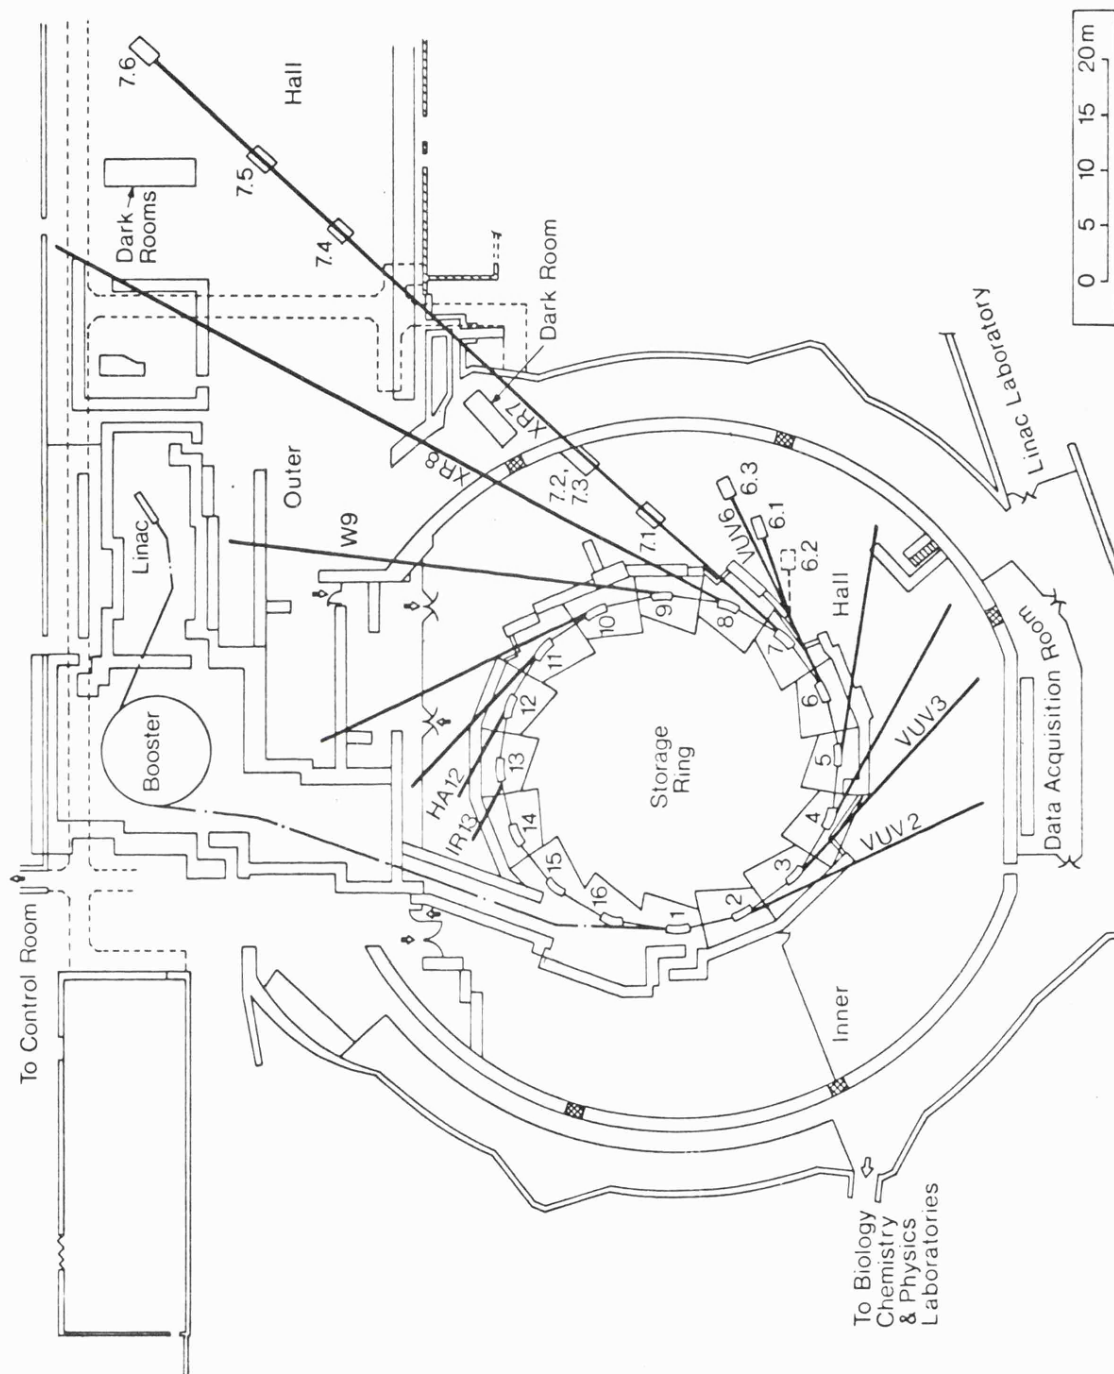 To Control Room
Booster
Linac
Dark
Rooms
7.6
7.5
7.4
Hall
Outer
W9
XR8
XR7
Dark Room
7.2,
7.3
7.1
HA12
IR13
VUV6
6.3
6.1
6.2
Hall
1
2
3
4
5
6
7
8
9
10
11
12
13
14
15
16
Storage
Ring
VUV3
VUV2
Inner
Linac Laboratory
Data Acquisition Room
To Biology
Chemistry
& Physics
Laboratories
0 5 10 15 20m